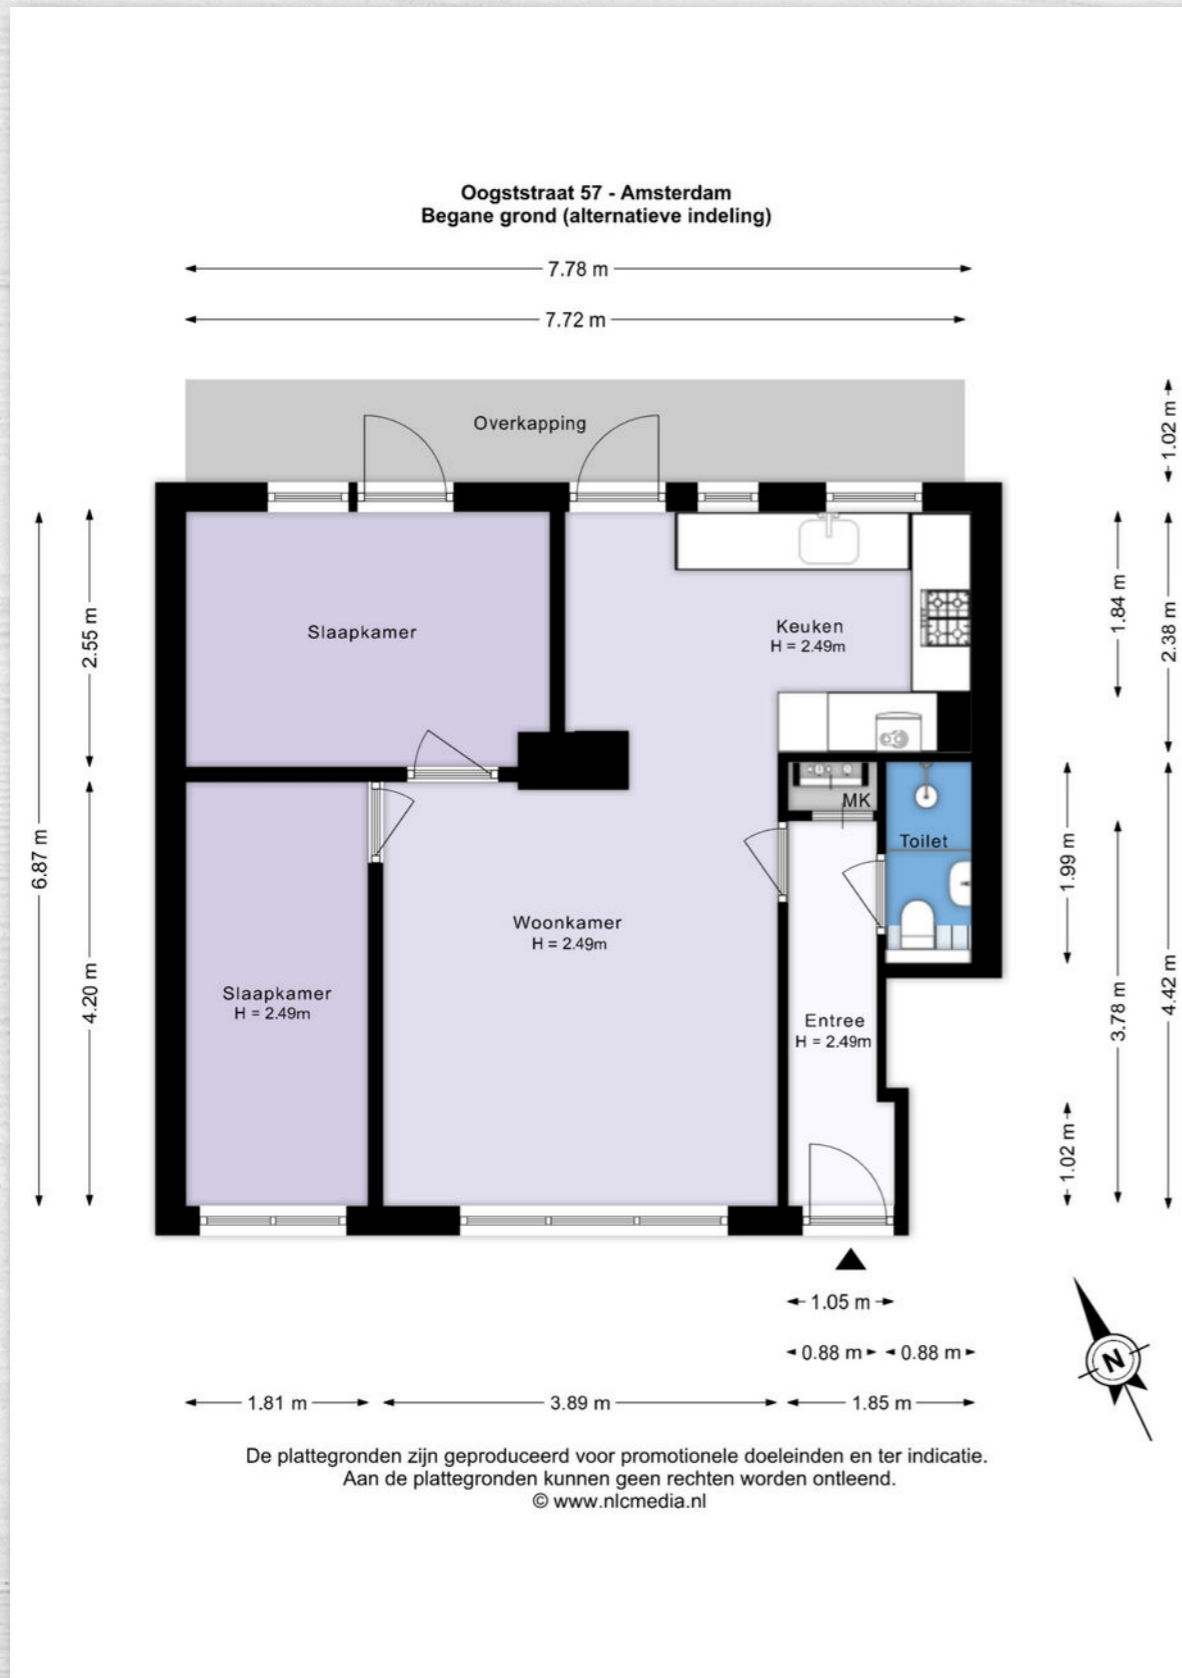 Oogststraat 57 - Amsterdam
Begane grond (alternatieve indeling)
7.78 m
7.72 m
Overkapping
1.02 m
Slaapkamer
Keuken
H = 2.49m
2.55 m
1.84 m
2.38 m
MK
Toilet
6.87 m
1.99 m
Woonkamer
H = 2.49m
4.20 m
Slaapkamer
H = 2.49m
Entree
H = 2.49m
3.78 m
4.42 m
1.02 m
1.05 m
0.88 m
0.88 m
N
1.81 m
3.89 m
1.85 m
De plattegronden zijn geproduceerd voor promotionele doeleinden en ter indicatie.
Aan de plattegronden kunnen geen rechten worden ontleend.
© www.nlcmedia.nl